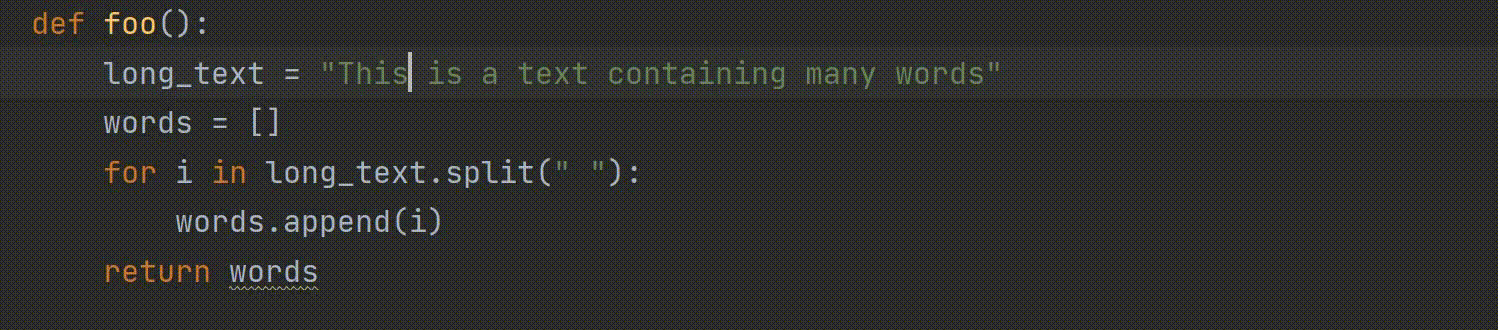 def foo():
    long_text = "This is a text containing many words"
    words = []
    for i in long_text.split(" "):
        words.append(i)
    return words